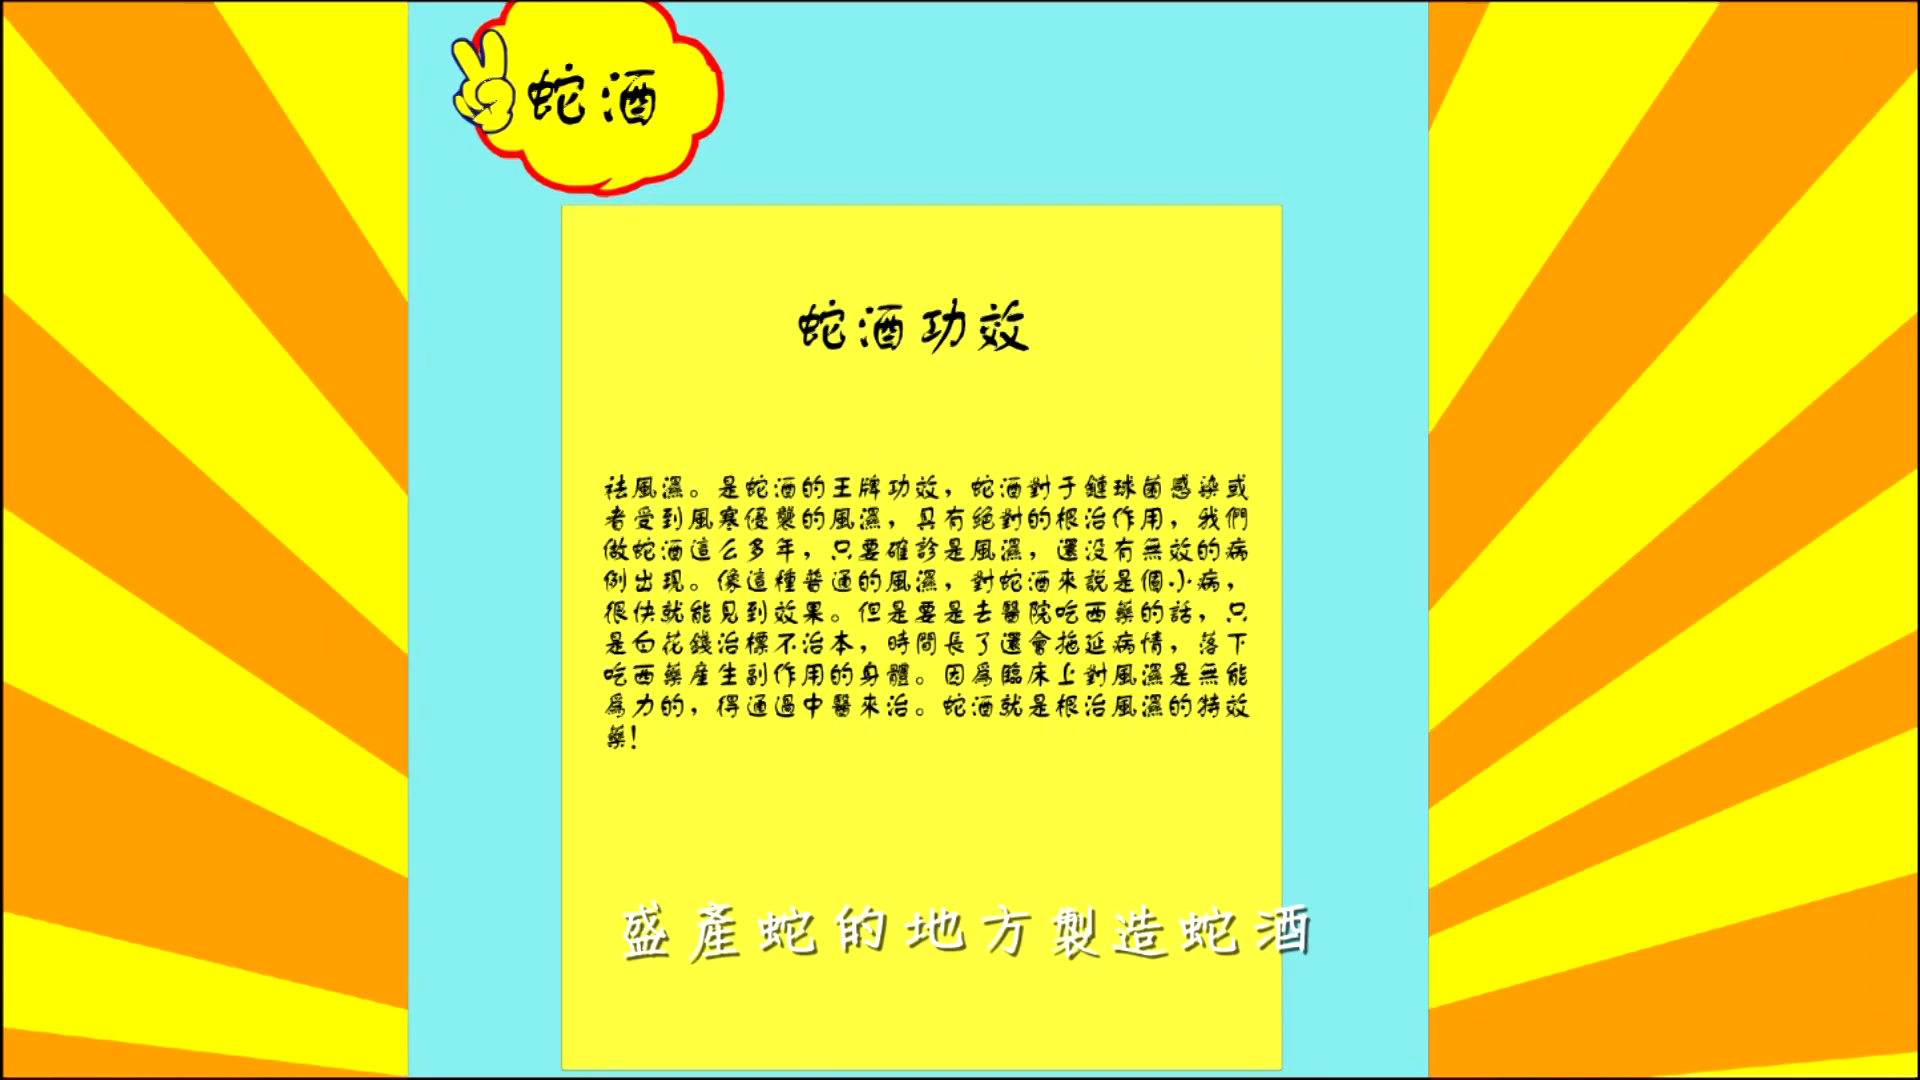 蛇酒
蛇酒功效
祛風濕。是蛇酒的王牌功效，蛇酒對于鏈球菌感染或
者受到風寒侵襲的風濕，具有絕對的根治作用，我們
做蛇酒這么多年，只要確診是風濕，還没有無效的病
例出現。像這種普通的風濕，對蛇酒來說是個小病，
很快就能見到效果。但是要是去醫院吃西藥的話，只
是白花錢治標不治本，時間長了還會拖延病情，落下
吃西藥産生副作用的身體。因爲臨床上對風濕是無能
爲力的，得通過中醫來治。蛇酒就是根治風濕的特效
藥！
盛產蛇的地方製造蛇酒